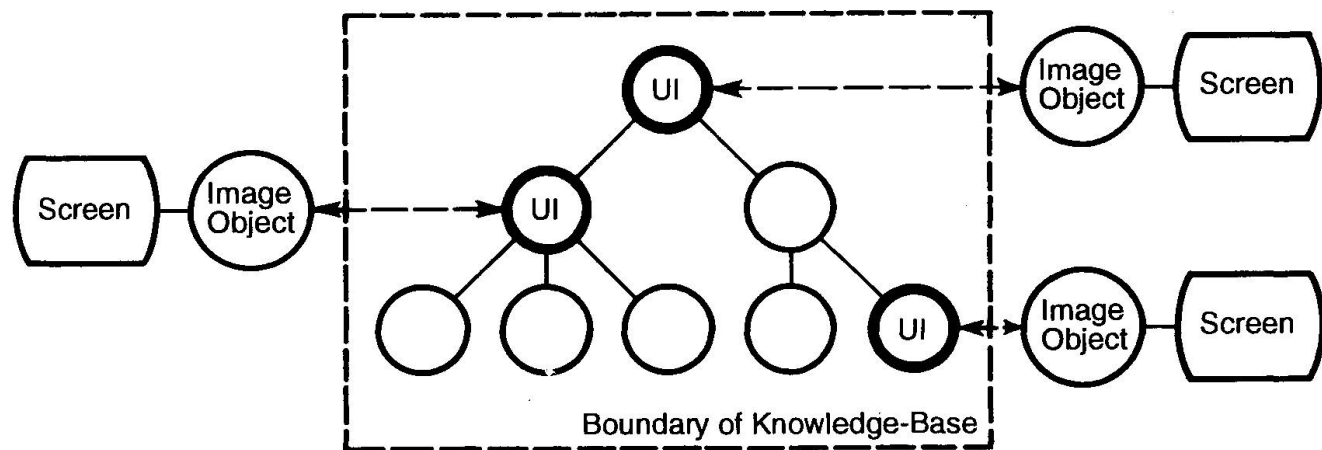 UI
Image
Object
Screen
Screen
Image
Object
UI
UI
Image
Object
Screen
Boundary of Knowledge-Base